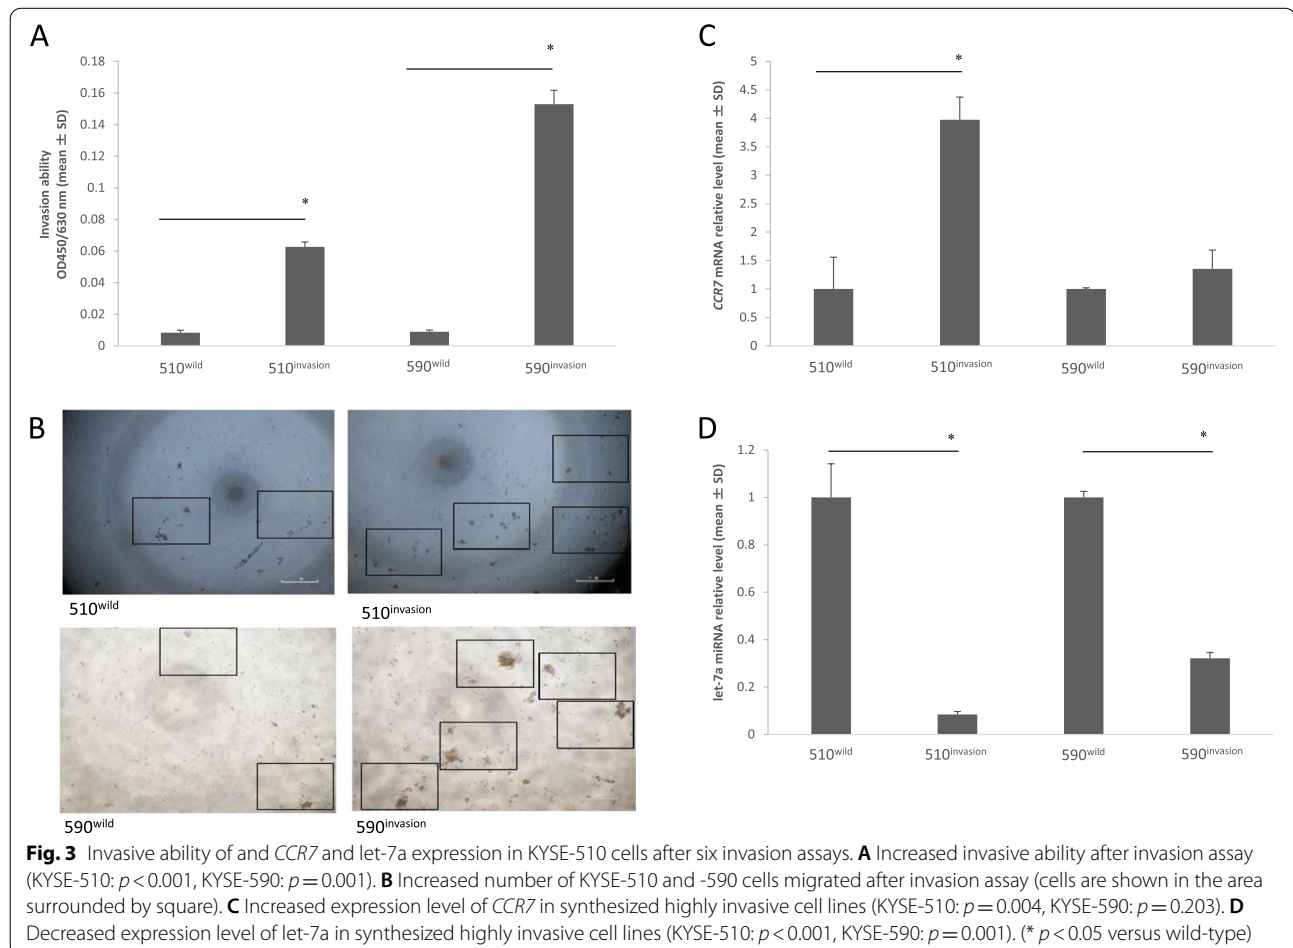 A
Invasion ability
OD450/630 nm (mean ± SD)
0.18
0.16
0.14
0.12
0.1
0.08
0.06
0.04
0.02
0
*
*
510wild
510invasion
590wild
590invasion
C
CCR7 mRNA relative level (mean ± SD)
5
4.5
4
3.5
3
2.5
2
1.5
1
0.5
0
*
510wild
510invasion
590wild
590invasion
B
510wild
510invasion
590wild
590invasion
D
let-7a miRNA relative level (mean ± SD)
1.2
1
0.8
0.6
0.4
0.2
0
*
*
510wild
510invasion
590wild
590invasion
Fig. 3 Invasive ability of and CCR7 and let-7a expression in KYSE-510 cells after six invasion assays. A Increased invasive ability after invasion assay
(KYSE-510: p < 0.001, KYSE-590: p = 0.001). B Increased number of KYSE-510 and -590 cells migrated after invasion assay (cells are shown in the area
surrounded by square). C Increased expression level of CCR7 in synthesized highly invasive cell lines (KYSE-510: p = 0.004, KYSE-590: p = 0.203). D
Decreased expression level of let-7a in synthesized highly invasive cell lines (KYSE-510: p < 0.001, KYSE-590: p = 0.001). (* p < 0.05 versus wild-type)